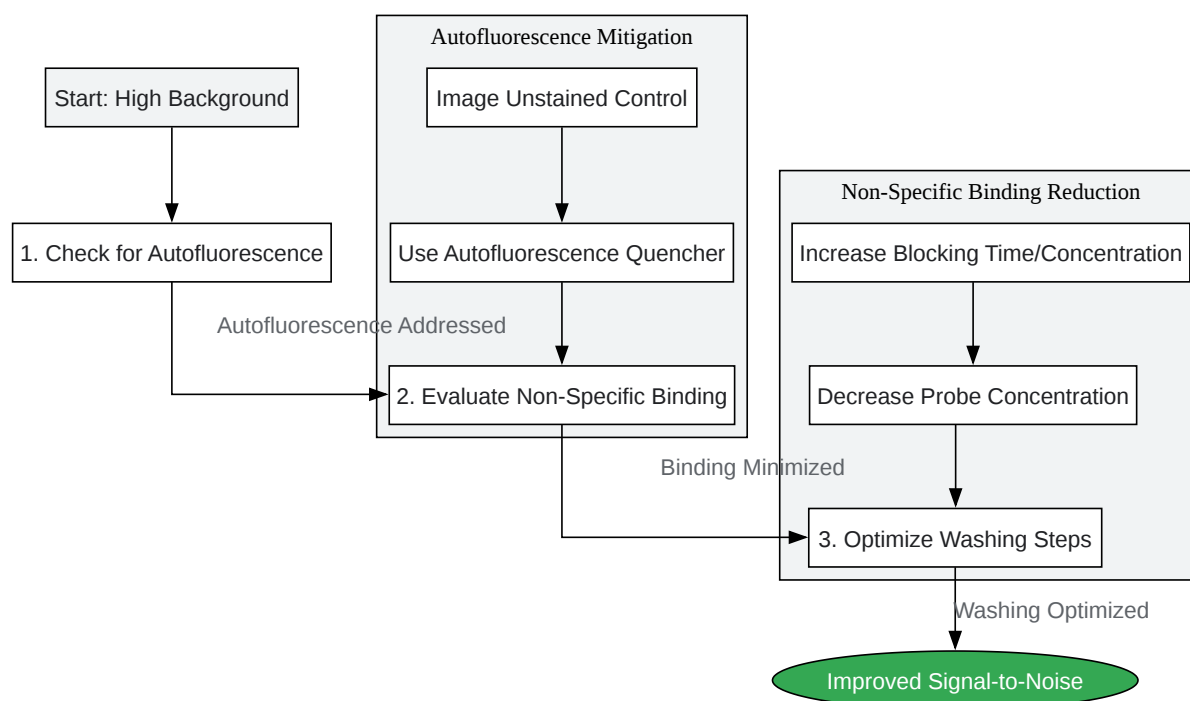 Autofluorescence Mitigation
Start: High Background
Image Unstained Control
Non-Specific Binding Reduction
1. Check for Autofluorescence
Use Autofluorescence Quencher
Increase Blocking Time/Concentration
Autofluorescence Addressed
2. Evaluate Non-Specific Binding
Decrease Probe Concentration
Binding Minimized
3. Optimize Washing Steps
Washing Optimized
Improved Signal-to-Noise